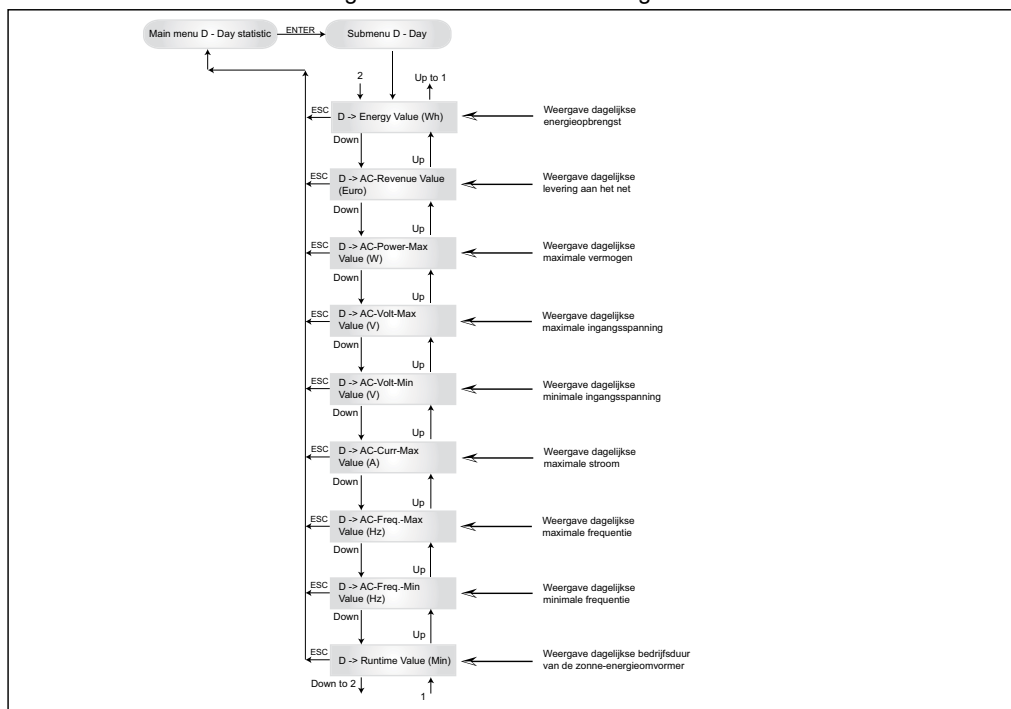 Main menu D - Day statistic
ENTER
Submenu D - Day
2
Up to 1
ESC
D -> Energy Value (Wh)
Weergave dagelijkse
energieopbrengst
Down
Up
ESC
D -> AC-Revenue Value
(Euro)
Weergave dagelijkse
levering aan het net
Down
Up
ESC
D -> AC-Power-Max
Value (W)
Weergave dagelijkse
maximale vermogen
Down
Up
ESC
D -> AC-Volt-Max
Value (V)
Weergave dagelijkse
maximale ingangsspanning
Down
Up
ESC
D -> AC-Volt-Min
Value (V)
Weergave dagelijkse
minimale ingangsspanning
Down
Up
ESC
D -> AC-Curr-Max
Value (A)
Weergave dagelijkse
maximale stroom
Down
Up
ESC
D -> AC-Freq.-Max
Value (Hz)
Weergave dagelijkse
maximale frequentie
Down
Up
ESC
D -> AC-Freq.-Min
Value (Hz)
Weergave dagelijkse
minimale frequentie
Down
Up
ESC
D -> Runtime Value (Min)
Weergave dagelijkse bedrijfsduur
van de zonne-energieomvormer
Down to 2
1